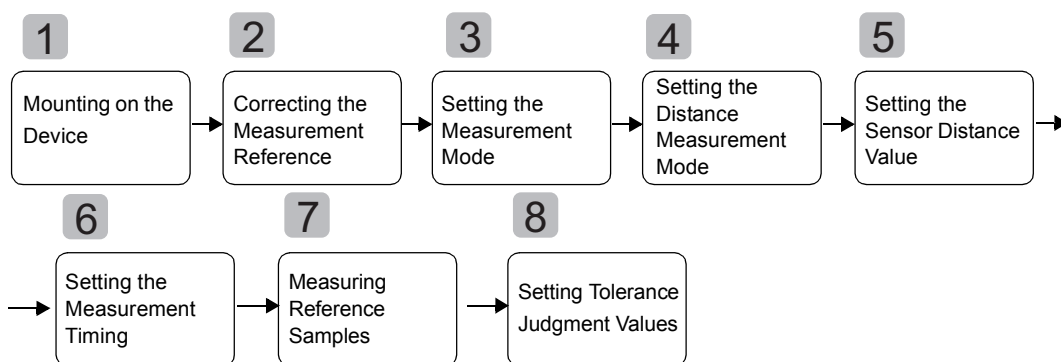 1
Mounting on the
Device
2
Correcting the
Measurement
Reference
3
Setting the
Measurement
Mode
4
Setting the
Distance
Measurement
Mode
5
Setting the
Sensor Distance
Value
6
Setting the
Measurement
Timing
7
Measuring
Reference
Samples
8
Setting Tolerance
Judgment Values